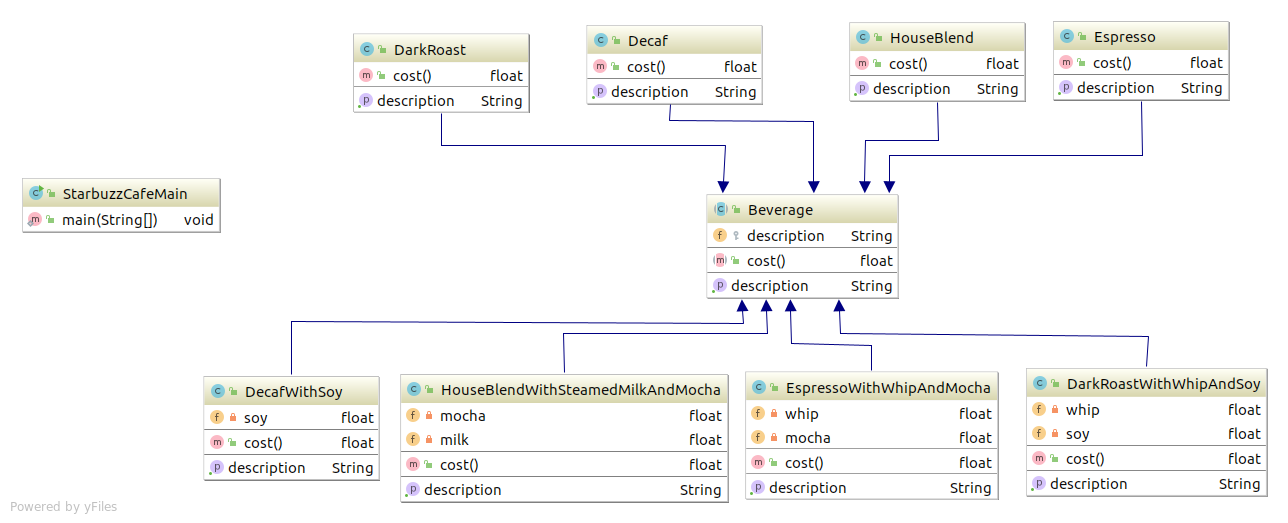 DarkRoast
cost() float
description String
Decaf
cost() float
description String
HouseBlend
cost() float
description String
Espresso
cost() float
description String
StarbuzzCafeMain
main(String[]) void
Beverage
description String
cost() float
description String
DecafWithSoy
soy float
cost() float
description String
HouseBlendWithSteamedMilkAndMocha
mocha float
milk float
cost() float
description String
EspressoWithWhipAndMocha
whip float
mocha float
cost() float
description String
DarkRoastWithWhipAndSoy
whip float
soy float
cost() float
description String
Powered by yFiles